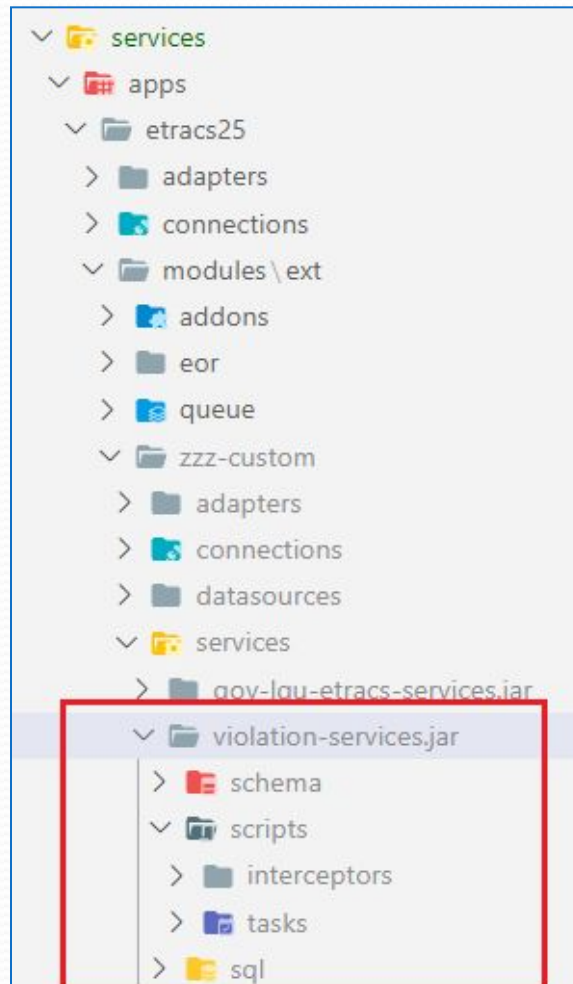 services
apps
etracs25
adapters
connections
modules\ext
addons
eor
queue
zzz-custom
adapters
connections
datasources
services
gov-lgu-etracs-services.jar
violation-services.jar
schema
scripts
interceptors
tasks
sql